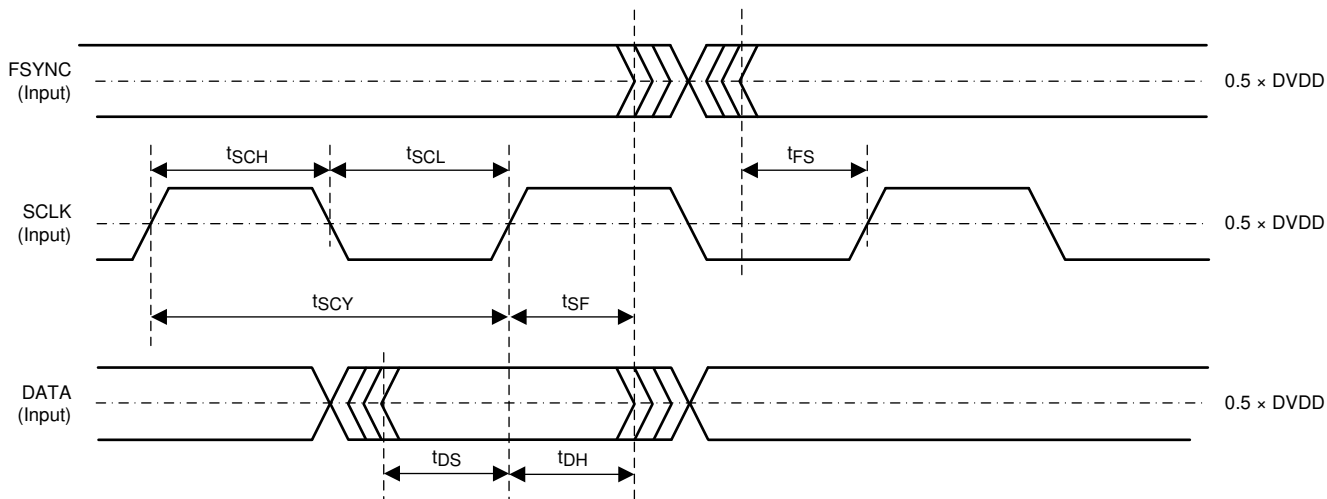 FSYNC
(Input)
0.5 × DVDD
tSCH
tSCL
tFS
SCLK
(Input)
0.5 × DVDD
tSCY
tSF
DATA
(Input)
0.5 × DVDD
tDS
tDH